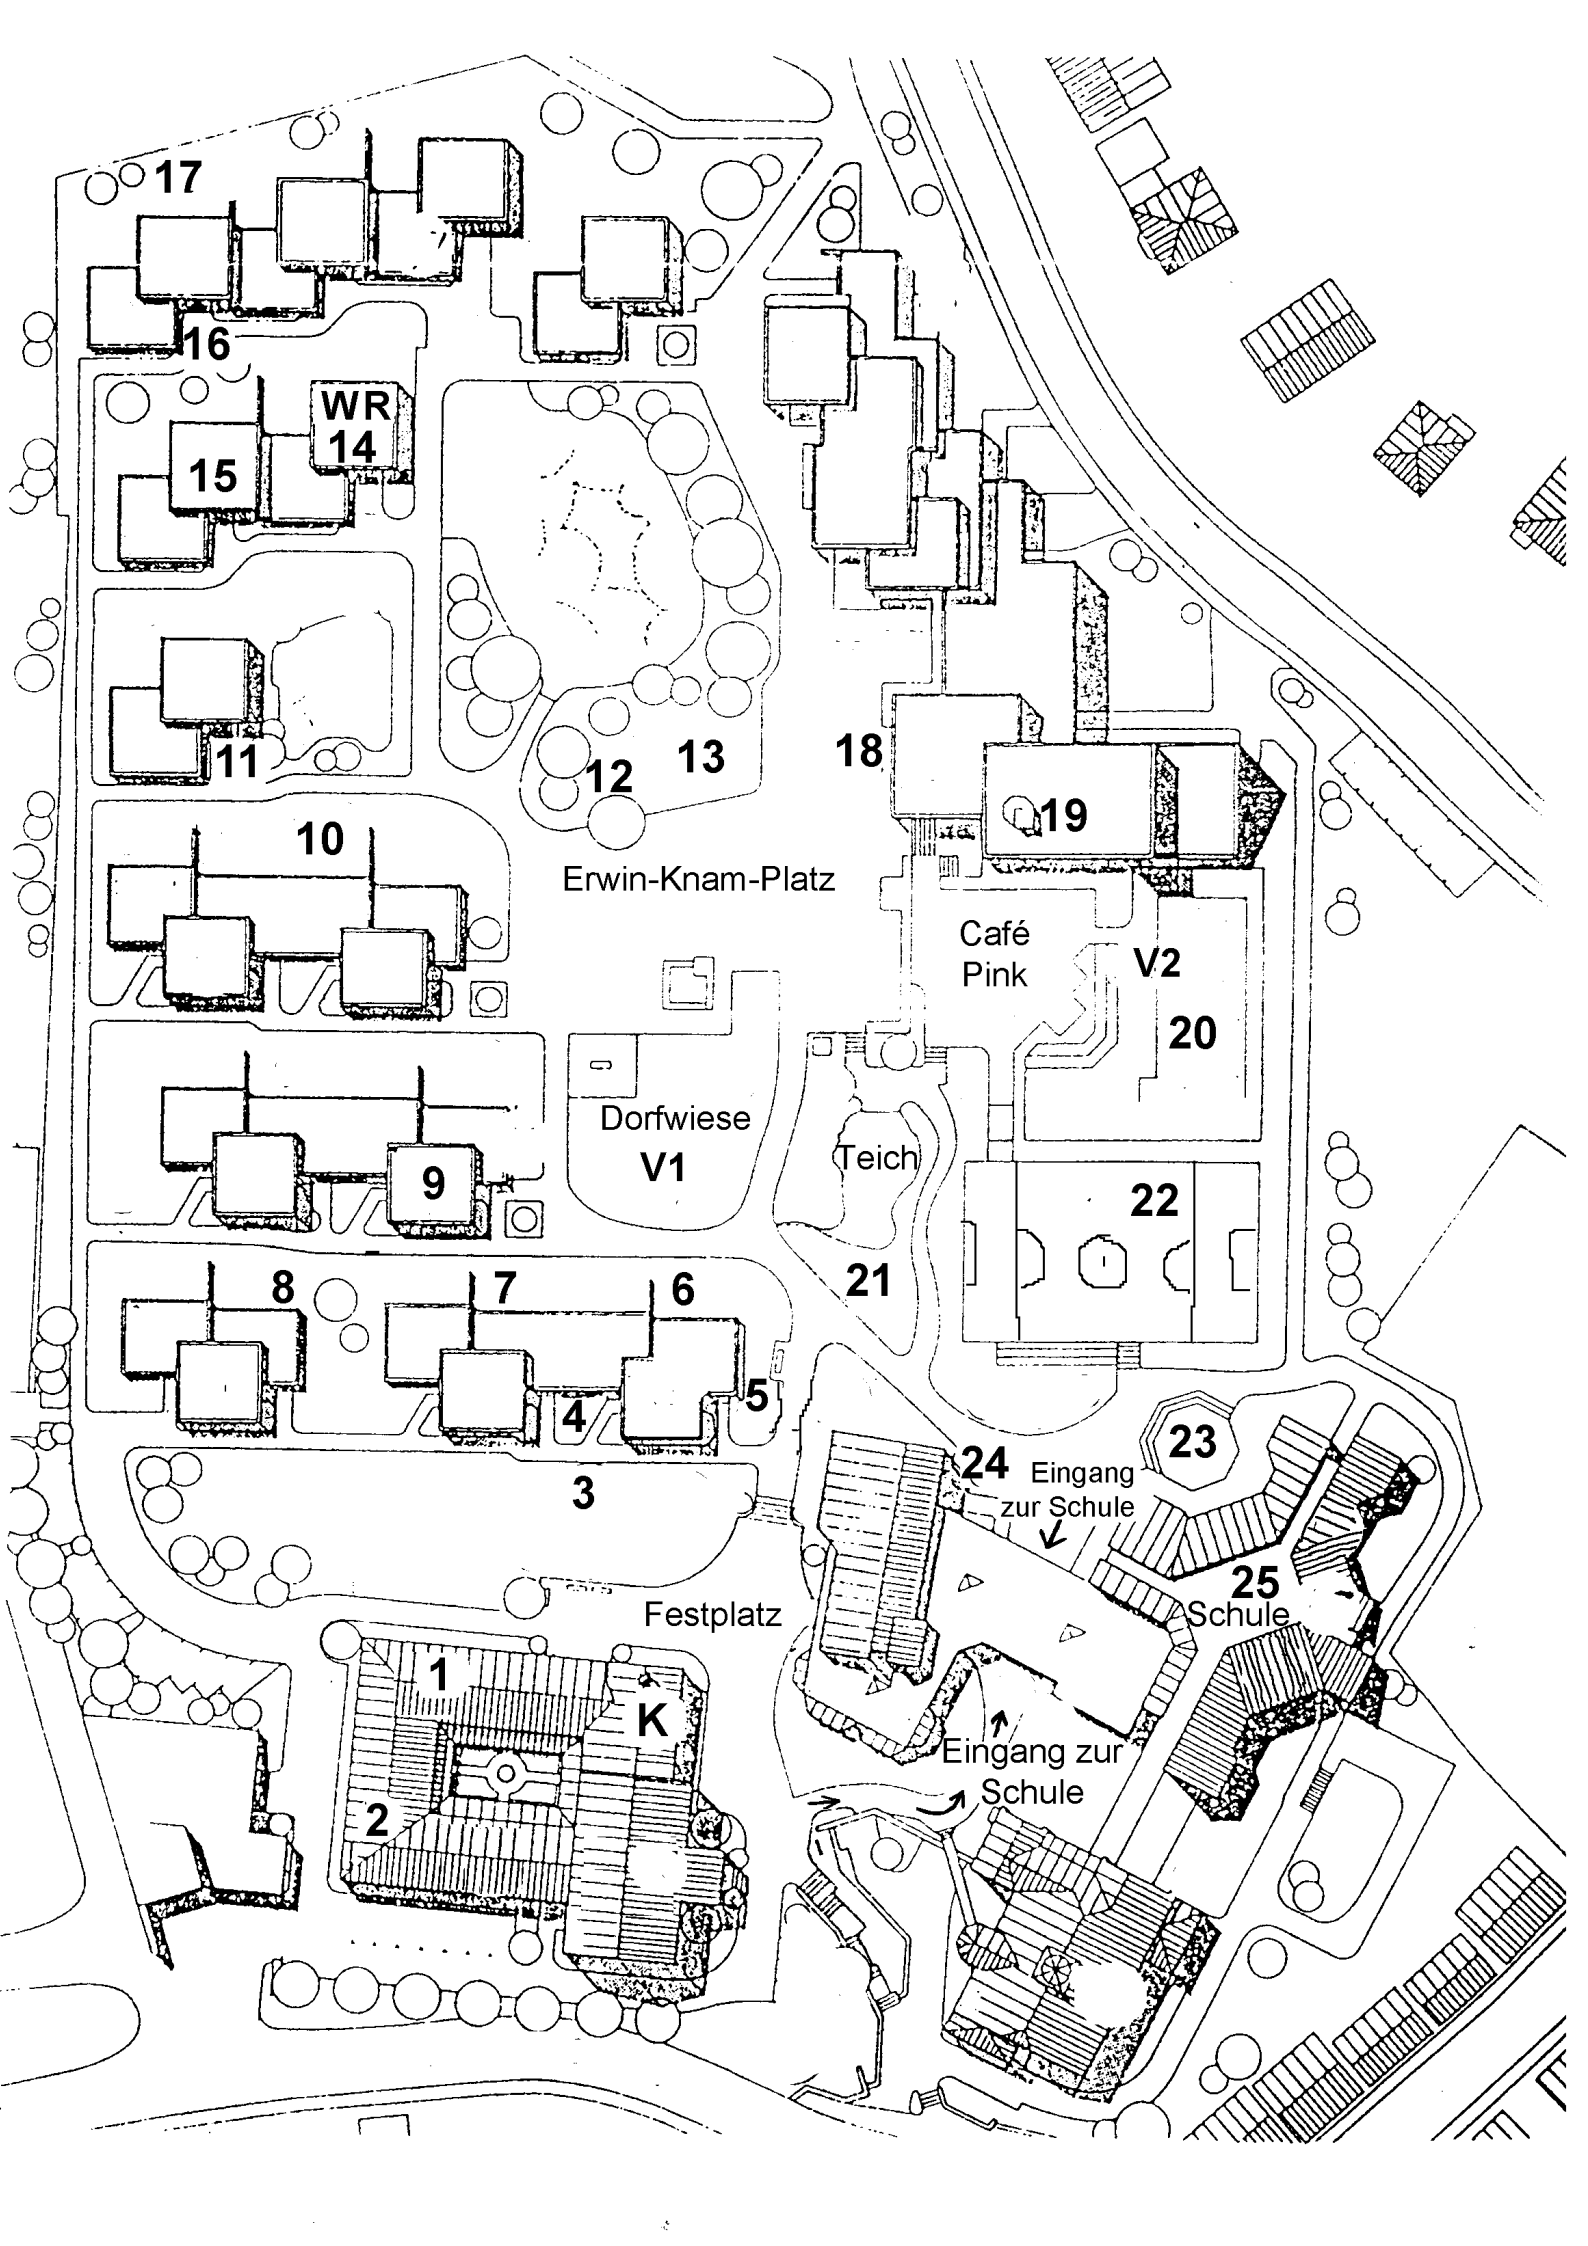 17
16
WR
14
15
11
12
13
18
19
10
Erwin-Knam-Platz
Café
Pink
V2
20
Dorfwiese
V1
Teich
9
22
8
7
6
21
5
4
23
3
24
Eingang
zur Schule
25
Schule
Festplatz
1
K
Eingang zur
Schule
2